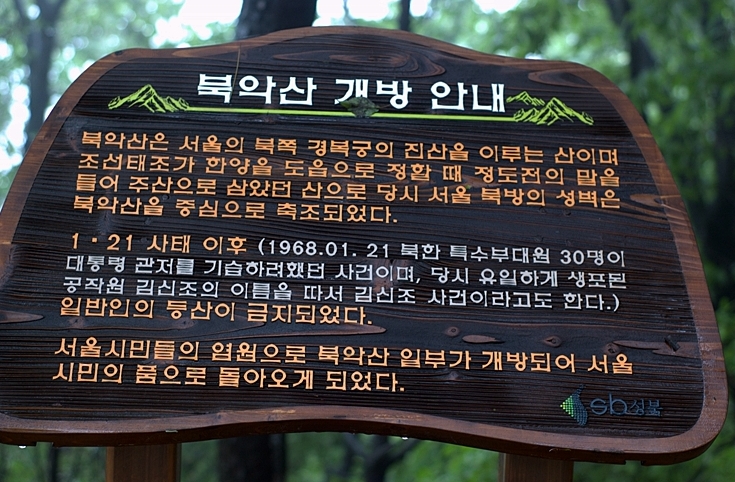 북악산 개방 안내
북악산은 서울의 북쪽 경복궁의 진산을 이루는 산이며
조선태조가 한양을 도읍으로 정할 때 정도전의 말을
들어 주산으로 삼았던 산으로 당시 서울 북방의 성벽은
북악산을 중심으로 축조되었다.
1·21 사태 이후 (1968.01. 21 북한 특수부대원 30명이
대통령 관저를 기습하려했던 사건이며, 당시 유일하게 생포된
공작원 김신조의 이름을 따서 김신조 사건이라고도 한다.)
일반인의 등산이 금지되었다.
서울시민들의 염원으로 북악산 일부가 개방되어 서울
시민의 품으로 돌아오게 되었다.
sb성북